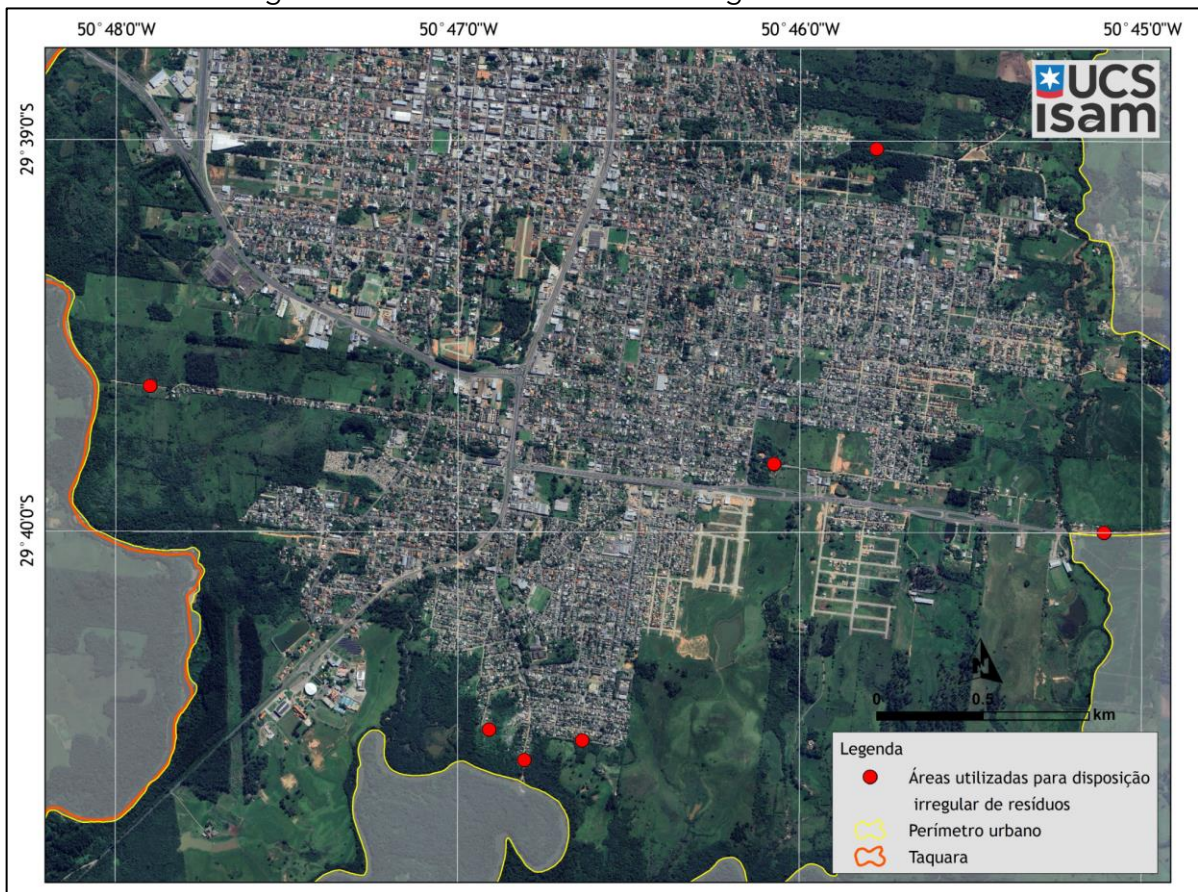 50°48'0"W 50°47'0"W 50°46'0"W 50°45'0"W
UCS
isam
29°39'0"S
29°40'0"S
N
0 0.5
km
Legenda
Áreas utilizadas para disposição
irregular de resíduos
Perímetro urbano
Taquara